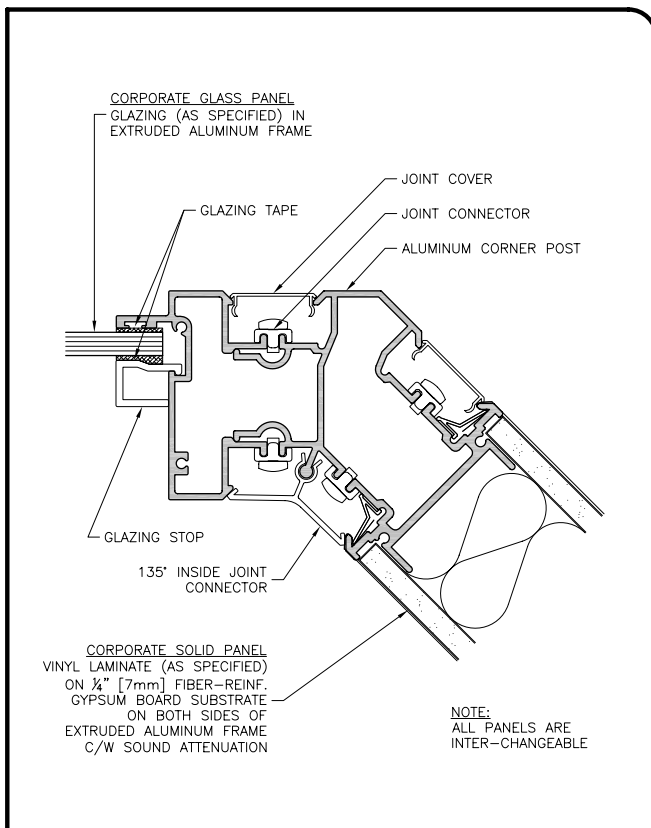 CORPORATE GLASS PANEL
GLAZING (AS SPECIFIED) IN
EXTRUDED ALUMINUM FRAME
GLAZING TAPE
JOINT COVER
JOINT CONNECTOR
ALUMINUM CORNER POST
GLAZING STOP
135° INSIDE JOINT
CONNECTOR
CORPORATE SOLID PANEL
VINYL LAMINATE (AS SPECIFIED)
ON ¼" [7mm] FIBER-REINF.
GYPSUM BOARD SUBSTRATE
ON BOTH SIDES OF
EXTRUDED ALUMINUM FRAME
C/W SOUND ATTENUATION
NOTE:
ALL PANELS ARE
INTER-CHANGEABLE